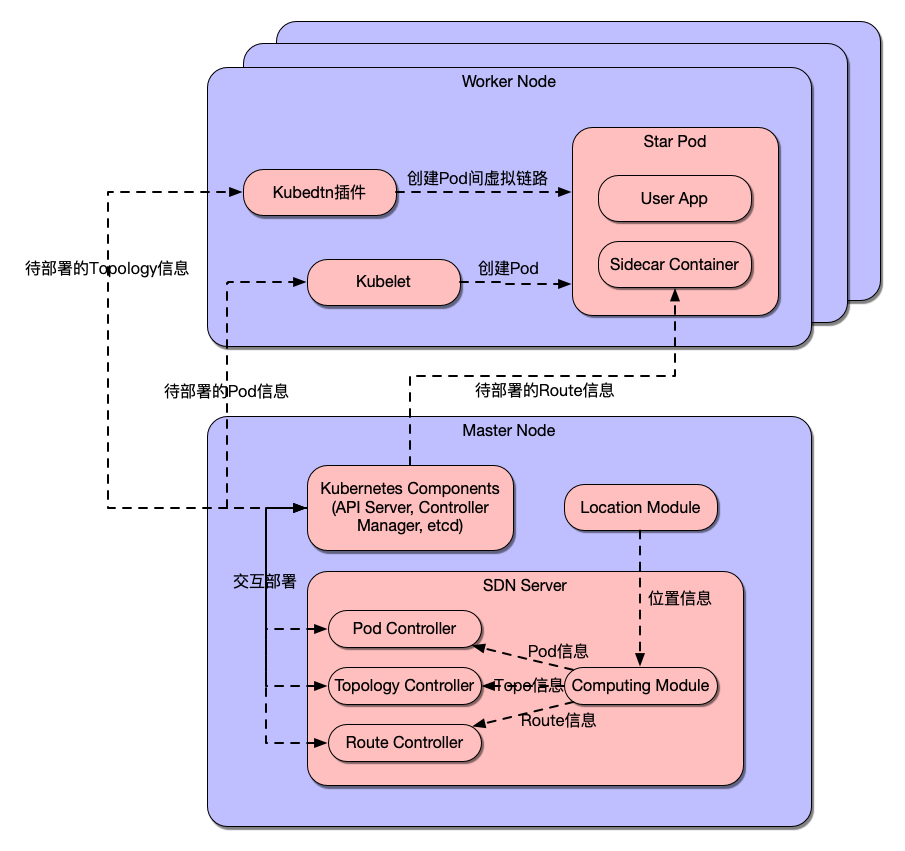 Worker Node
Star Pod
Kubedtn插件
创建Pod间虚拟链路
User App
待部署的Topology信息
Kubelet
创建Pod
Sidecar Container
待部署的Pod信息
待部署的Route信息
Master Node
Kubernetes Components
(API Server, Controller
Manager, etcd)
Location Module
交互部署
SDN Server
位置信息
Pod Controller
Pod信息
Topology Controller
Topo信息
Computing Module
Route信息
Route Controller